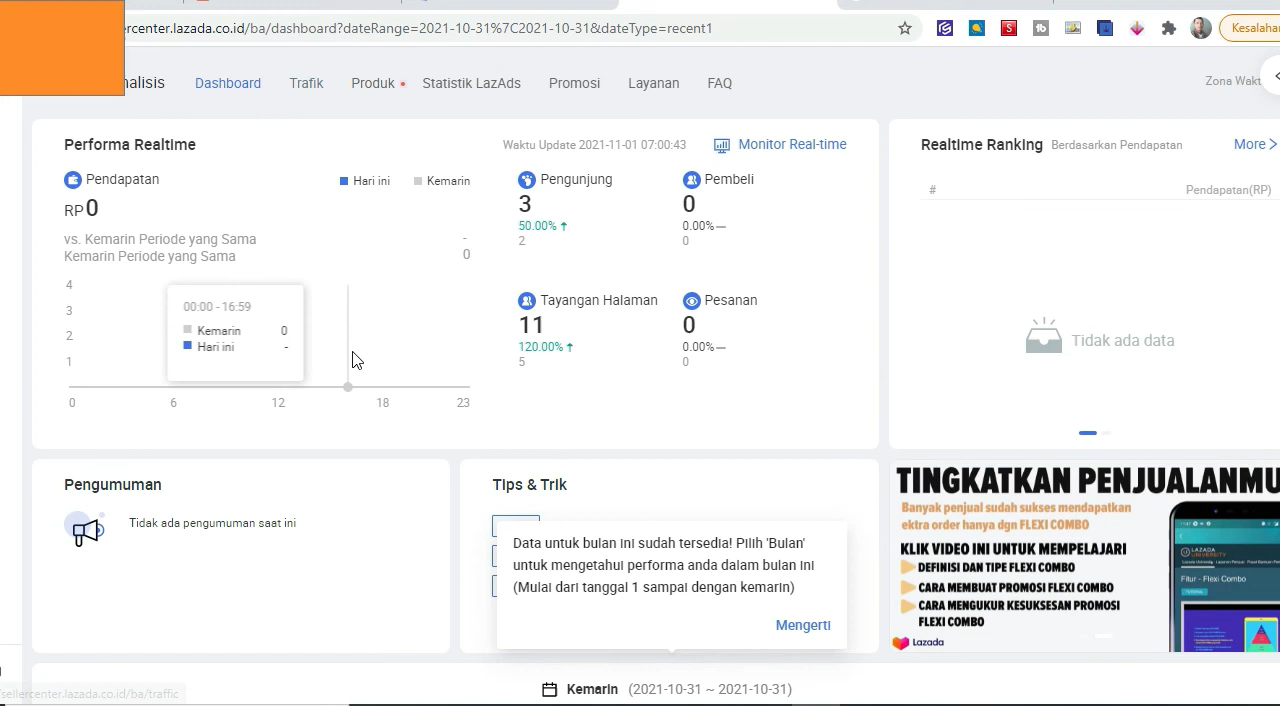 ercenter.lazada.co.id/ba/dashboard?dateRange=2021-10-31%7C2021-10-31&dateType=recent1
Kesalahan
nalisis
Dashboard
Trafik
Produk
Statistik LazAds
Promosi
Layanan
FAQ
Zona Wakt
Performa Realtime
Waktu Update 2021-11-01 07:00:43
Monitor Real-time
Pendapatan
Hari ini
Kemarin
RP0
vs. Kemarin Periode yang Sama -
Kemarin Periode yang Sama 0
4
3
2
1
0 6 12 18 23
00:00 - 16:59
Kemarin 0
Hari ini -
Pengunjung
3
50.00%
2
Pembeli
0
0.00%
0
Tayangan Halaman
11
120.00%
5
Pesanan
0
0.00%
0
Realtime Ranking Berdasarkan Pendapatan
More >
# Pendapatan(RP)
Tidak ada data
Pengumuman
Tidak ada pengumuman saat ini
Tips & Trik
Data untuk bulan ini sudah tersedia! Pilih 'Bulan'
untuk mengetahui performa anda dalam bulan ini
(Mulai dari tanggal 1 sampai dengan kemarin)
Mengerti
TINGKATKAN PENJUALANMU
Banyak penjual sudah sukses mendapatkan
ektra order hanya dgn FLEXI COMBO
KLIK VIDEO INI UNTUK MEMPELAJARI
DEFINISI DAN TIPE FLEXI COMBO
CARA MEMBUAT PROMOSI FLEXI COMBO
CARA MENGUKUR KESUKSESAN PROMOSI
FLEXI COMBO
Lazada
LAZADA
UNIVERSITY
Fitur - Flexi Combo
Kemarin (2021-10-31 ~ 2021-10-31)
sellercenter.lazada.co.id/ba/traffic